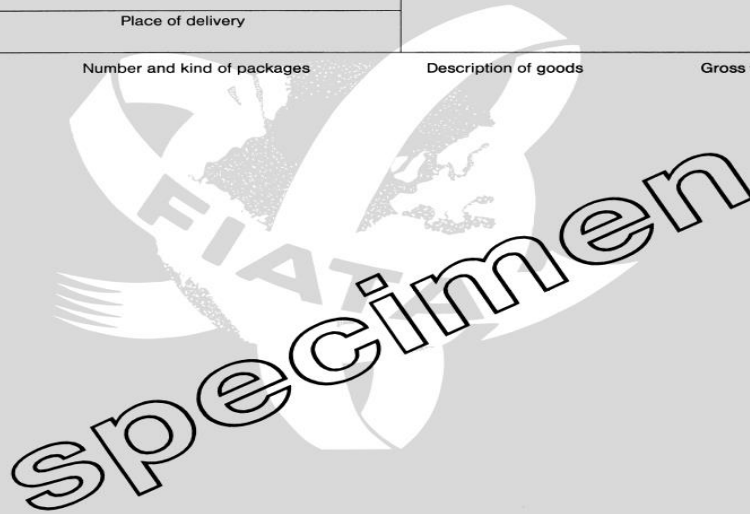 Place of delivery
Number and kind of packages Description of goods Gross
FIATA
specimen